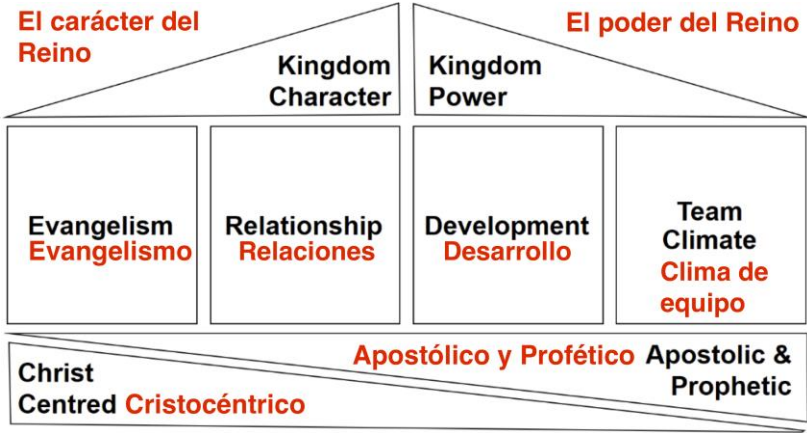 El carácter del
Reino
El poder del Reino
Kingdom
Character
Kingdom
Power
Evangelism
Evangelismo
Relationship
Relaciones
Development
Desarrollo
Team
Climate
Clima de
equipo
Apostólico y Profético Apostolic &
Prophetic
Christ
Centred Cristocéntrico